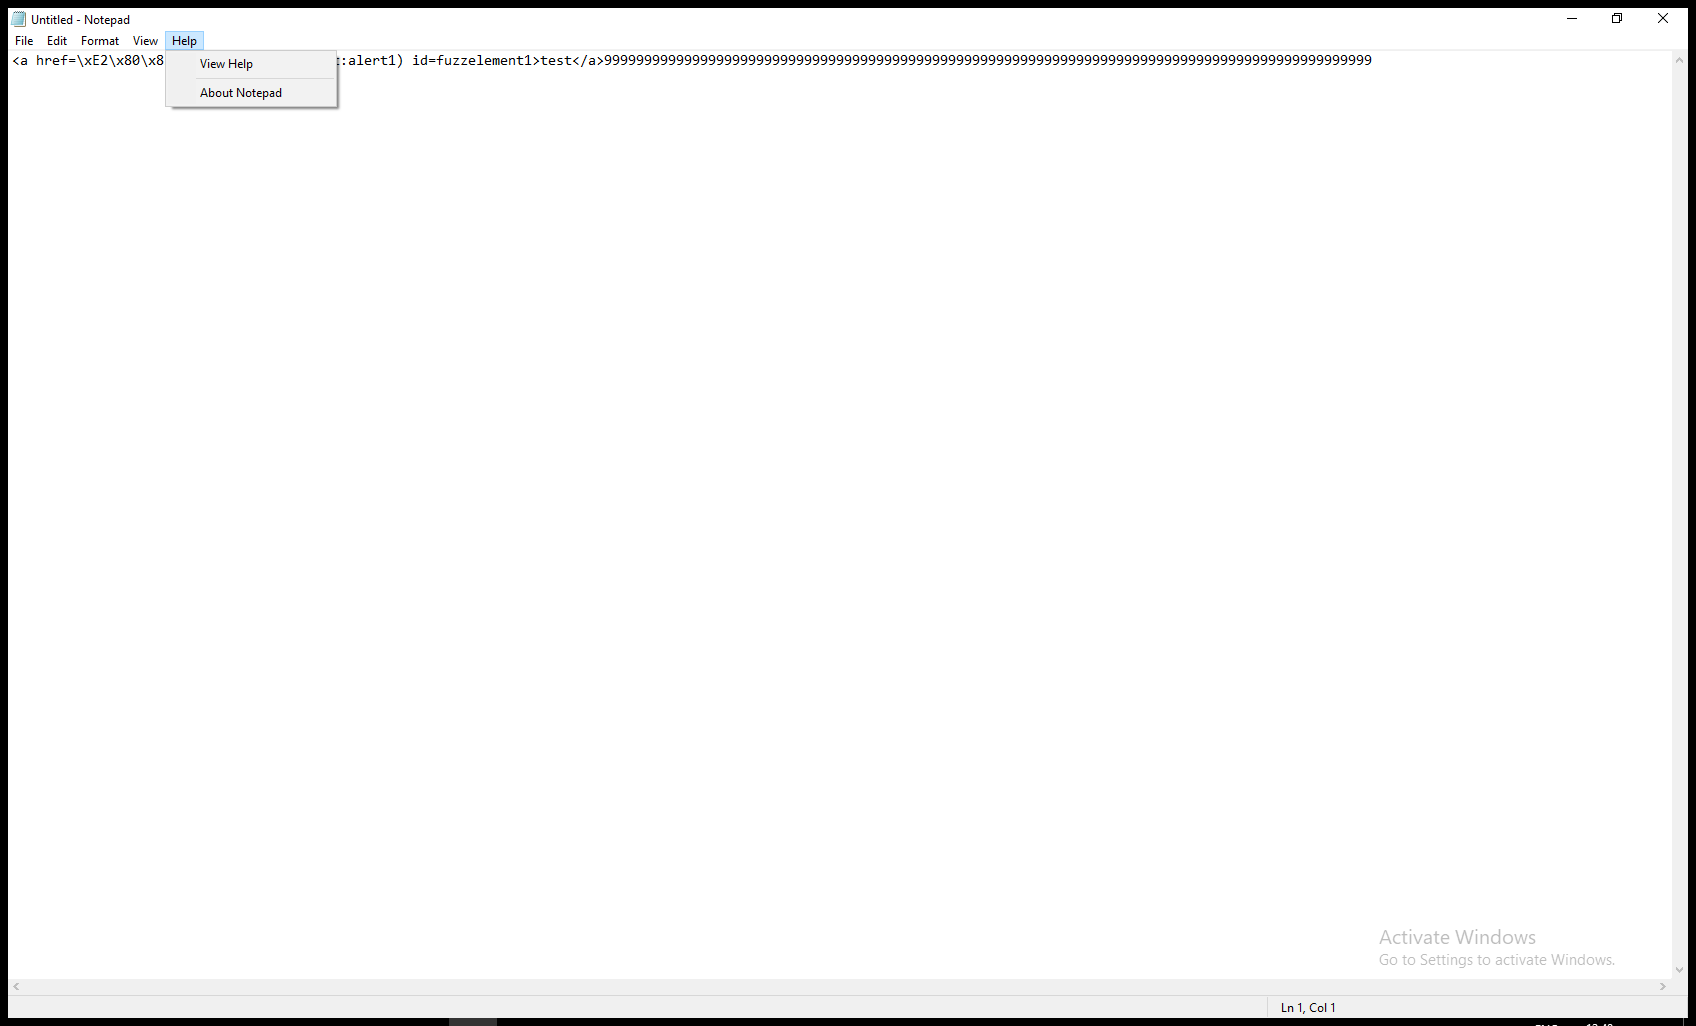 Untitled - Notepad
File Edit Format View Help
<a href=\xE2\x80\x8 :alert1) id=fuzzelement1>test</a>999999999999999999999999999999999999999999999999999999999999999999999999999999999999999999999999
View Help
About Notepad
Activate Windows
Go to Settings to activate Windows.
Ln 1, Col 1